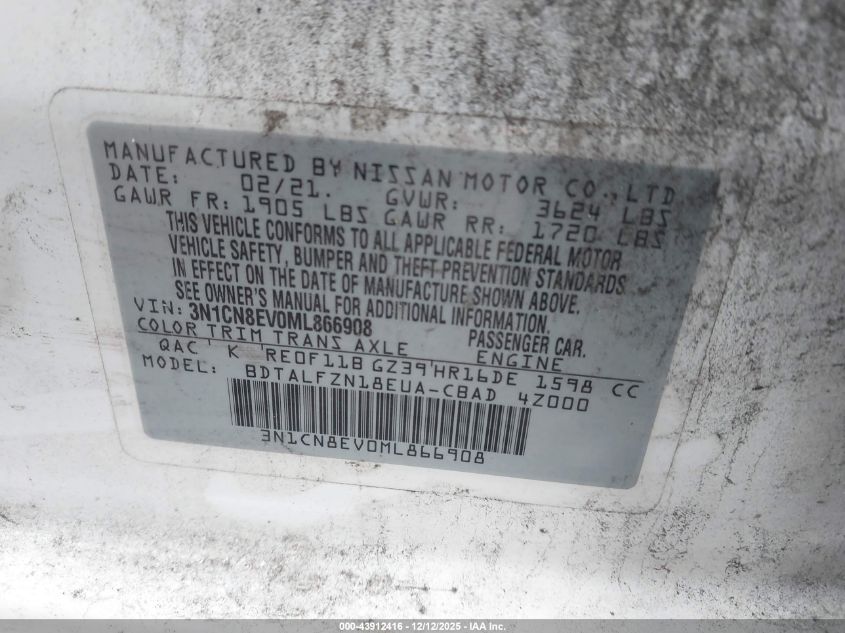 MANUFACTURED BY NISSAN MOTOR CO., LTD
DATE: 02/21. GVWR: 3624 LBS
GAWR FR: 1905 LBS GAWR RR: 1720 LBS
THIS VEHICLE CONFORMS TO ALL APPLICABLE FEDERAL MOTOR
VEHICLE SAFETY, BUMPER AND THEFT PREVENTION STANDARDS
IN EFFECT ON THE DATE OF MANUFACTURE SHOWN ABOVE.
SEE OWNER'S MANUAL FOR ADDITIONAL INFORMATION.
VIN: 3N1CN8EV0ML866908 PASSENGER CAR.
COLOR TRIM TRANS AXLE ENGINE
QAC K RE0F11B GZ39 HR16DE 1598 CC
MODEL: BDTALFZN18EUA-CBAD 4Z000
3N1CN8EV0ML866908
000-43912416 - 12/12/2025 - IAA Inc.